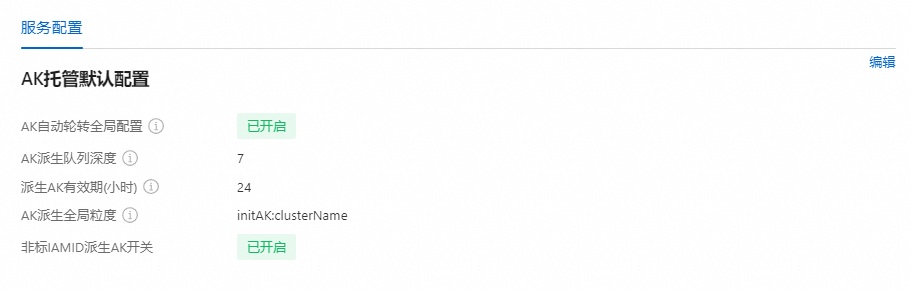 服务配置
编辑
AK托管默认配置
AK自动轮转全局配置 已开启
AK派生队列深度 7
派生AK有效期(小时) 24
AK派生全局粒度 initAK:clusterName
非标IAMID派生AK开关 已开启